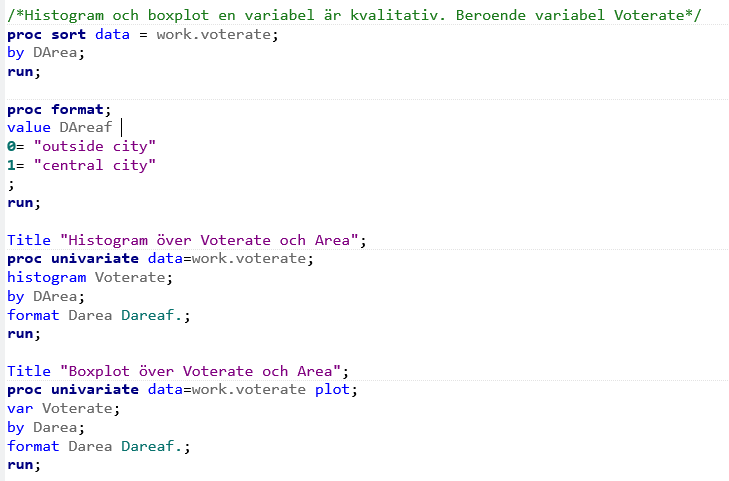 /*Histogram och boxplot en variabel är kvalitativ. Beroende variabel Voterate*/
proc sort data = work.voterate;
by DArea;
run;
proc format;
value DAreaf
0= "outside city"
1= "central city"
;
run;
Title "Histogram över Voterate och Area";
proc univariate data=work.voterate;
histogram Voterate;
by DArea;
format Darea Dareaf.;
run;
Title "Boxplot över Voterate och Area";
proc univariate data=work.voterate plot;
var Voterate;
by Darea;
format Darea Dareaf.;
run;